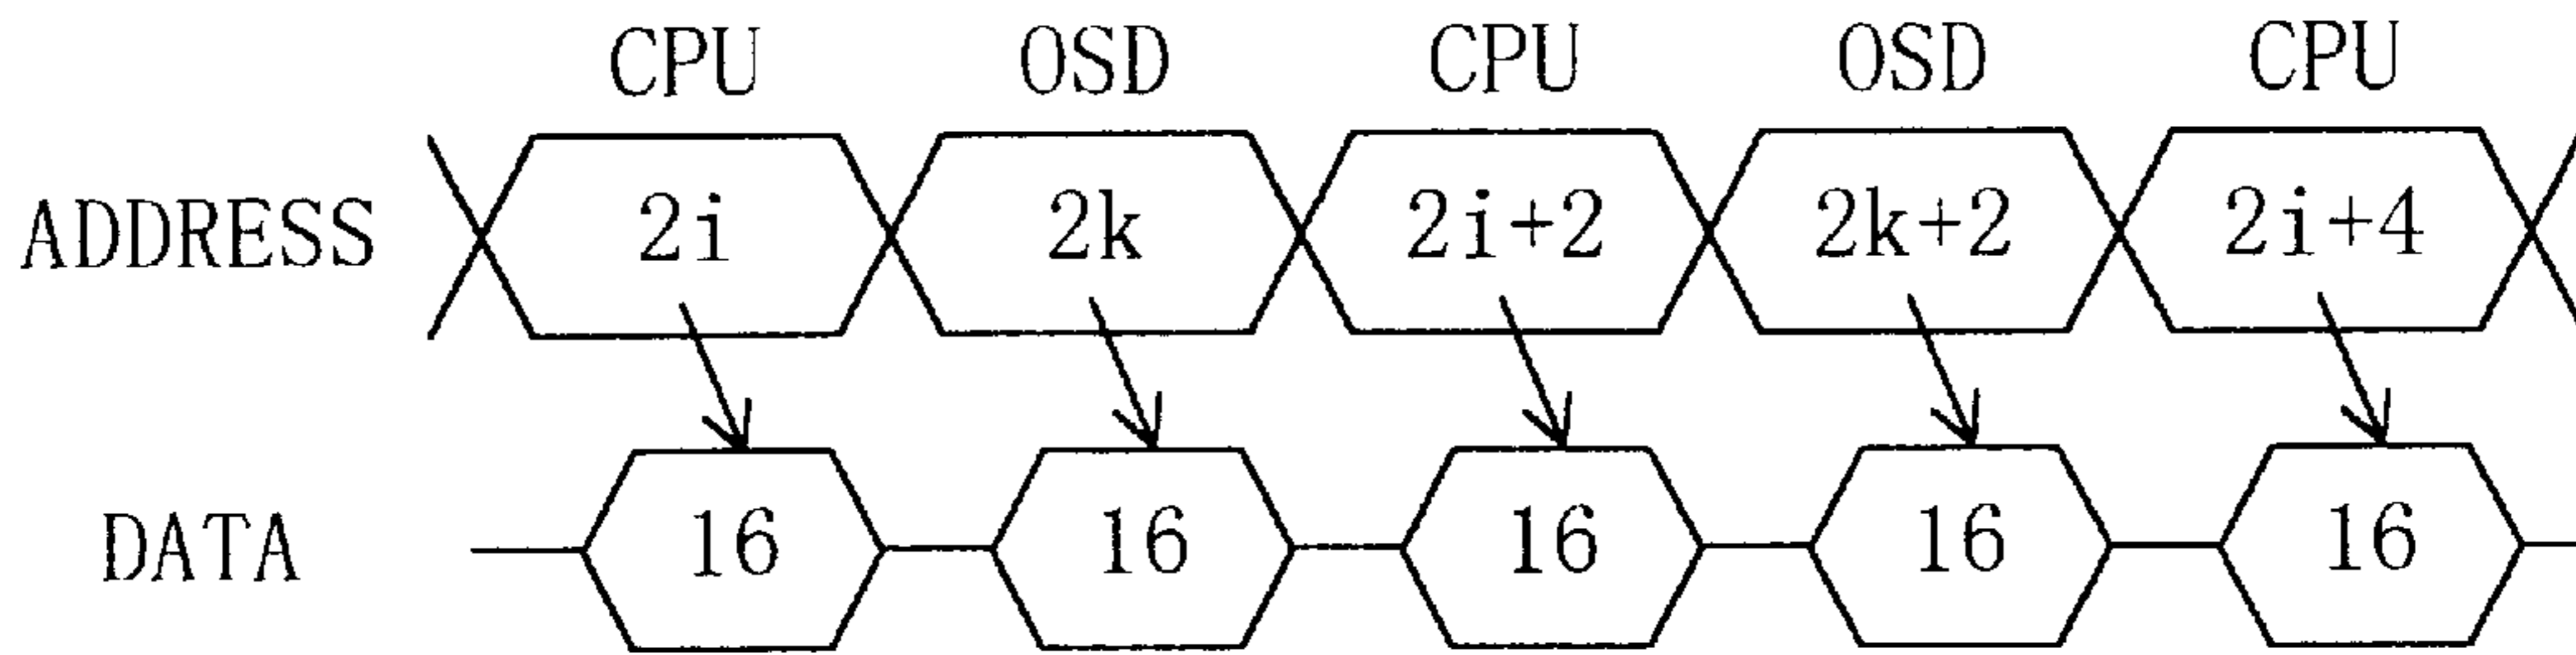 CPU OSD CPU OSD CPU
ADDRESS 2i 2k 2i+2 2k+2 2i+4
DATA 16 16 16 16 16